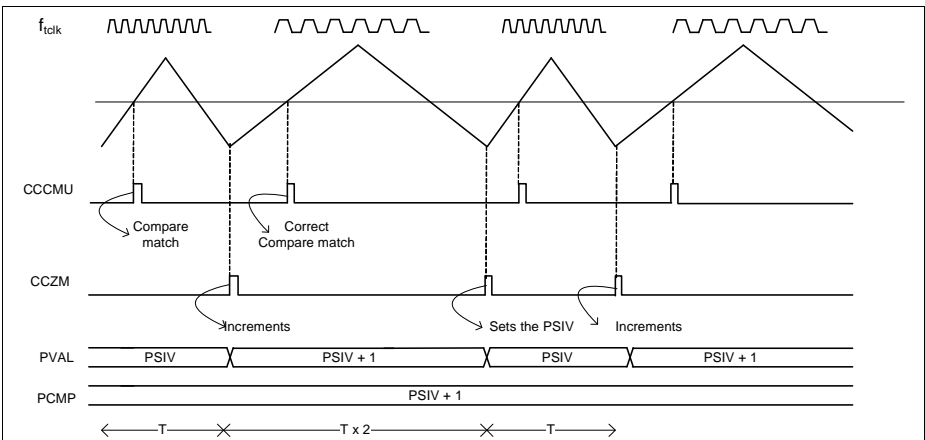 ftclk
CCCMU
Compare
match
Correct
Compare match
CCZM
Increments
Sets the PSIV
Increments
PVAL
PSIV
PSIV + 1
PSIV
PSIV + 1
PCMP
PSIV + 1
T
T x 2
T